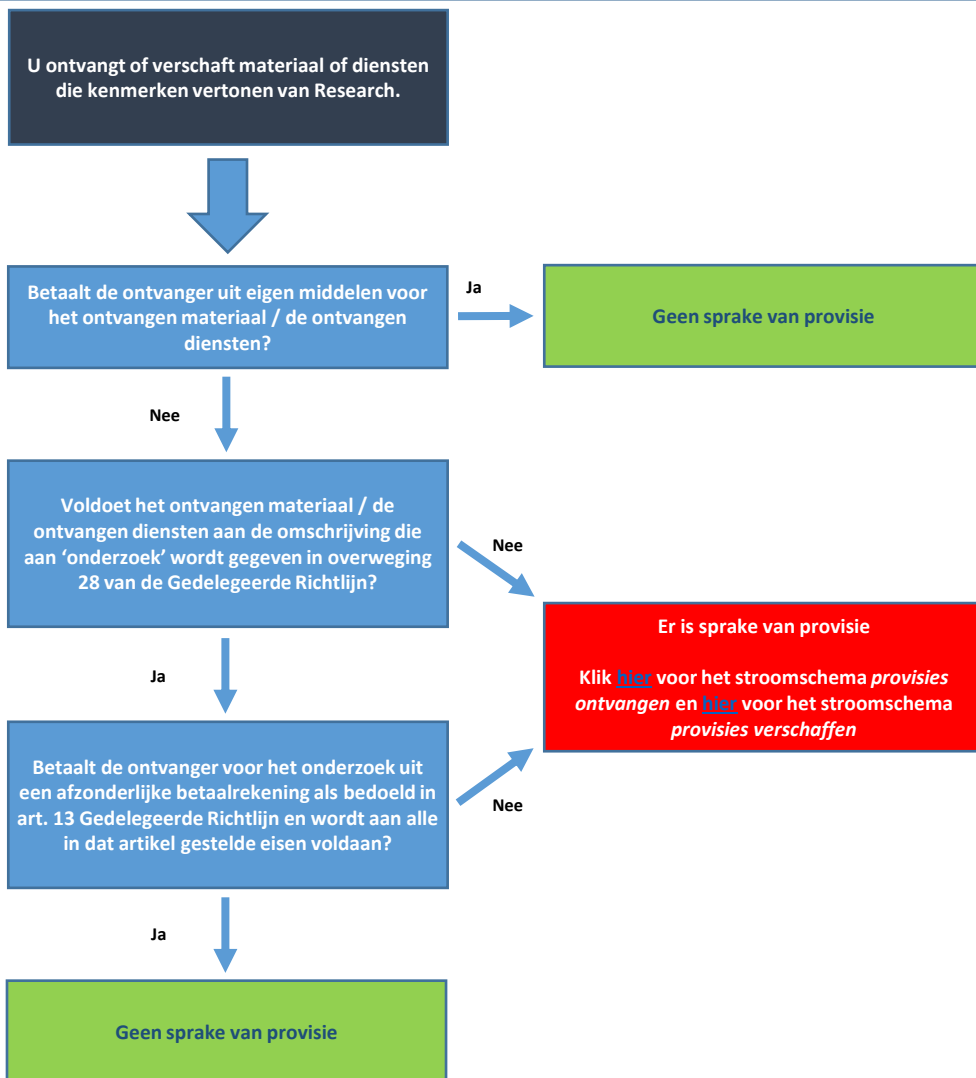 U ontvangt of verschaft materiaal of diensten
die kenmerken vertonen van Research.
Betaalt de ontvanger uit eigen middelen voor
het ontvangen materiaal / de ontvangen
diensten?
Ja
Geen sprake van provisie
Nee
Voldoet het ontvangen materiaal / de
ontvangen diensten aan de omschrijving die
aan ‘onderzoek’ wordt gegeven in overweging
28 van de Gedelegeerde Richtlijn?
Nee
Er is sprake van provisie
Klik hier voor het stroomschema provisies
ontvangen en hier voor het stroomschema
provisies verschaffen
Ja
Betaalt de ontvanger voor het onderzoek uit
een afzonderlijke betaalrekening als bedoeld in
art. 13 Gedelegeerde Richtlijn en wordt aan alle
in dat artikel gestelde eisen voldaan?
Nee
Ja
Geen sprake van provisie